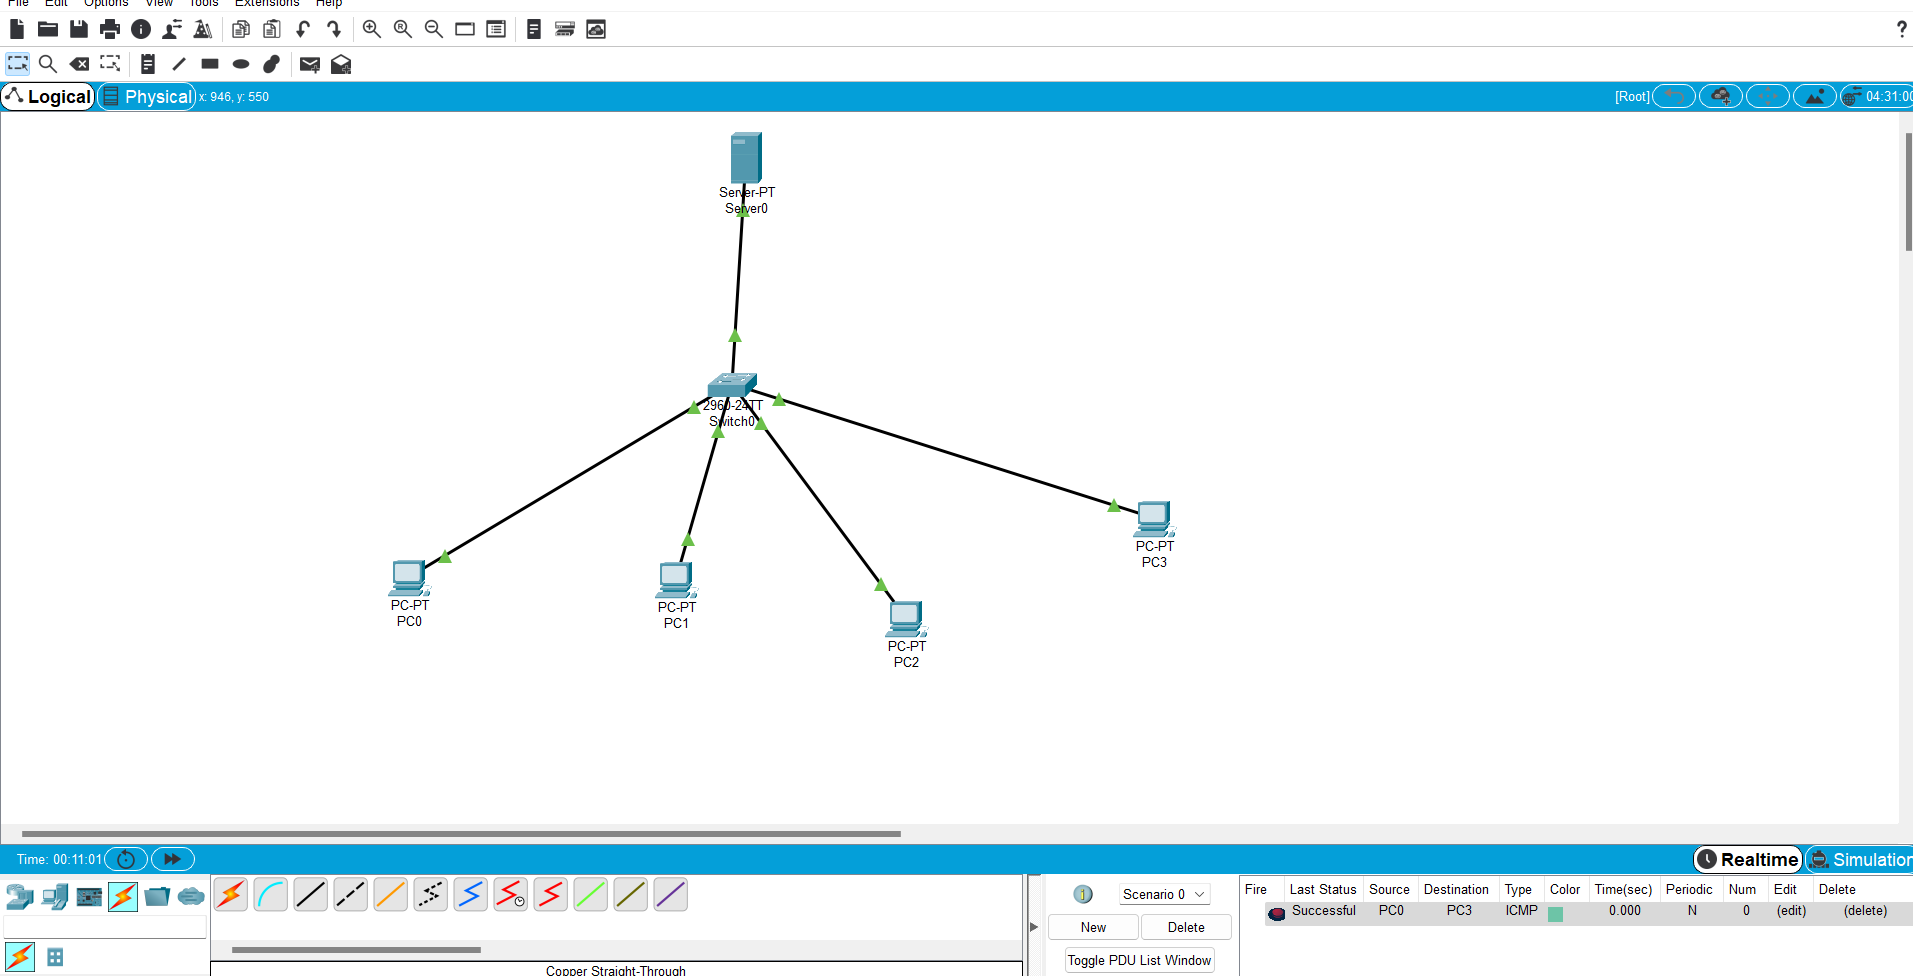 File Edit Options View Tools Extensions Help
?
Logical Physical x: 946, y: 550 [Root] 04:31:00
Server-PT
Server0
2960-24TT
Switch0
PC-PT
PC3
PC-PT
PC0
PC-PT
PC1
PC-PT
PC2
Time: 00:11:01 Realtime Simulation
Scenario 0
New Delete
Toggle PDU List Window
Fire Last Status Source Destination Type Color Time(sec) Periodic Num Edit Delete
Successful PC0 PC3 ICMP 0.000 N 0 (edit) (delete)
Copper Straight-Through